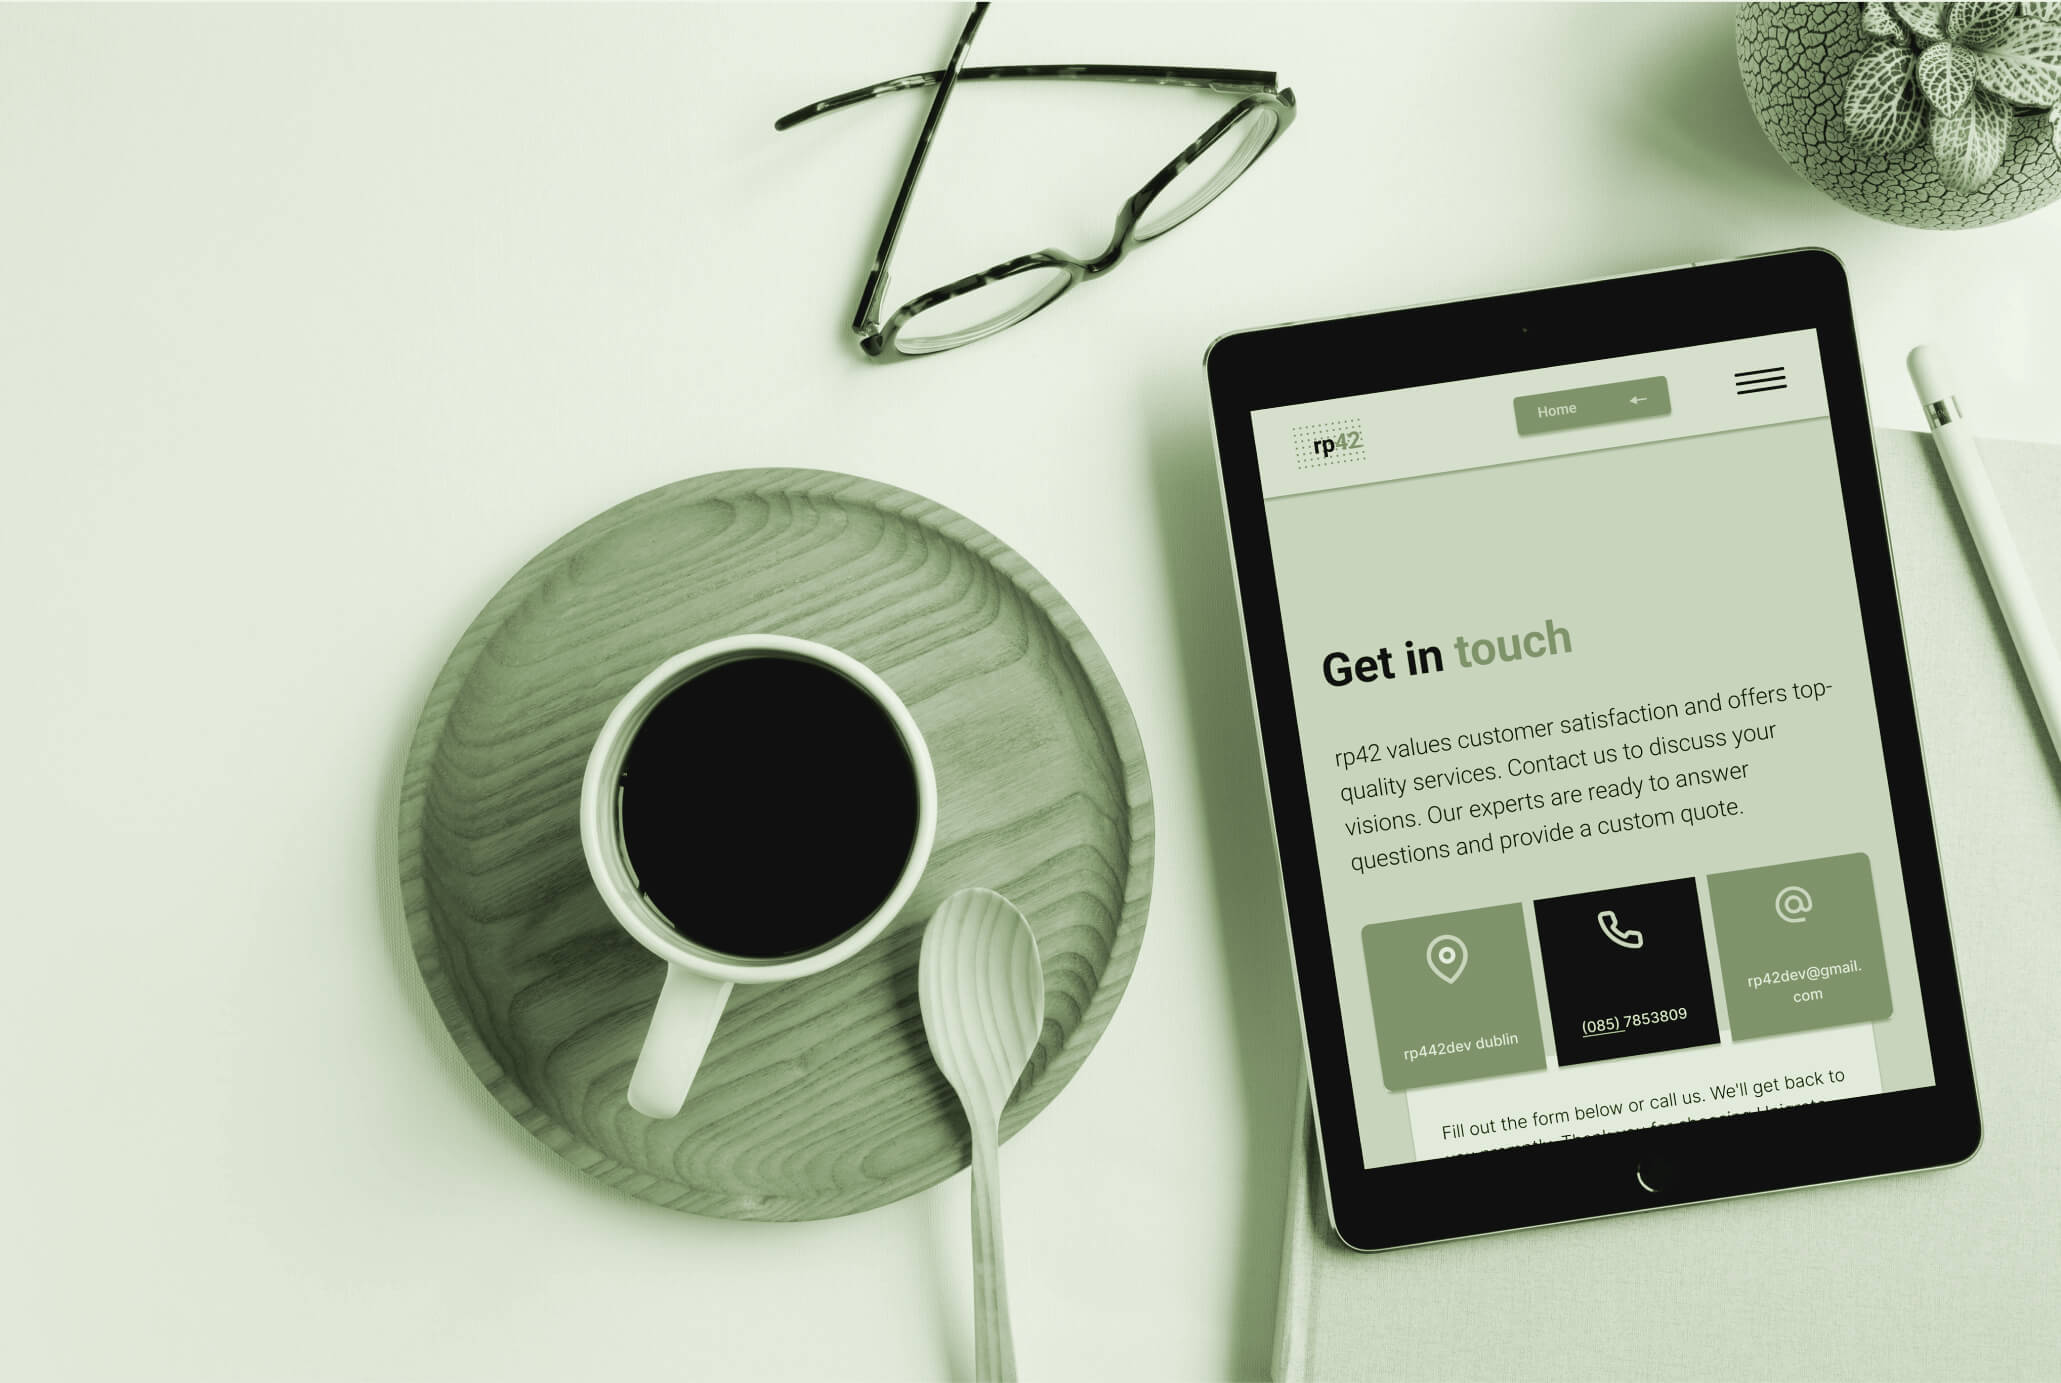 rp42
Home
Get in touch
rp42 values customer satisfaction and offers top-
quality services. Contact us to discuss your
visions. Our experts are ready to answer
questions and provide a custom quote.
rp442dev dublin
(085) 7853809
rp42dev@gmail.
com
Fill out the form below or call us. We'll get back to